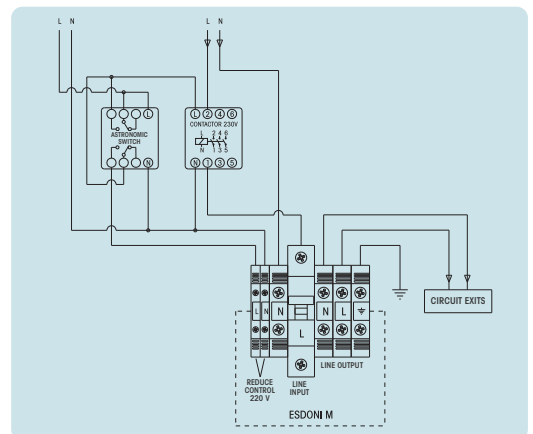 L N
L N
L
L 2 4 6
ASTRONOMIC
SWITCH
CONTACTOR 230V
L 2 4 6
N 1 3 5
N
N 1 3 5
L N N
L
N L
CIRCUIT EXITS
REDUCE
CONTROL
220 V
LINE
INPUT
LINE OUTPUT
ESDONI M